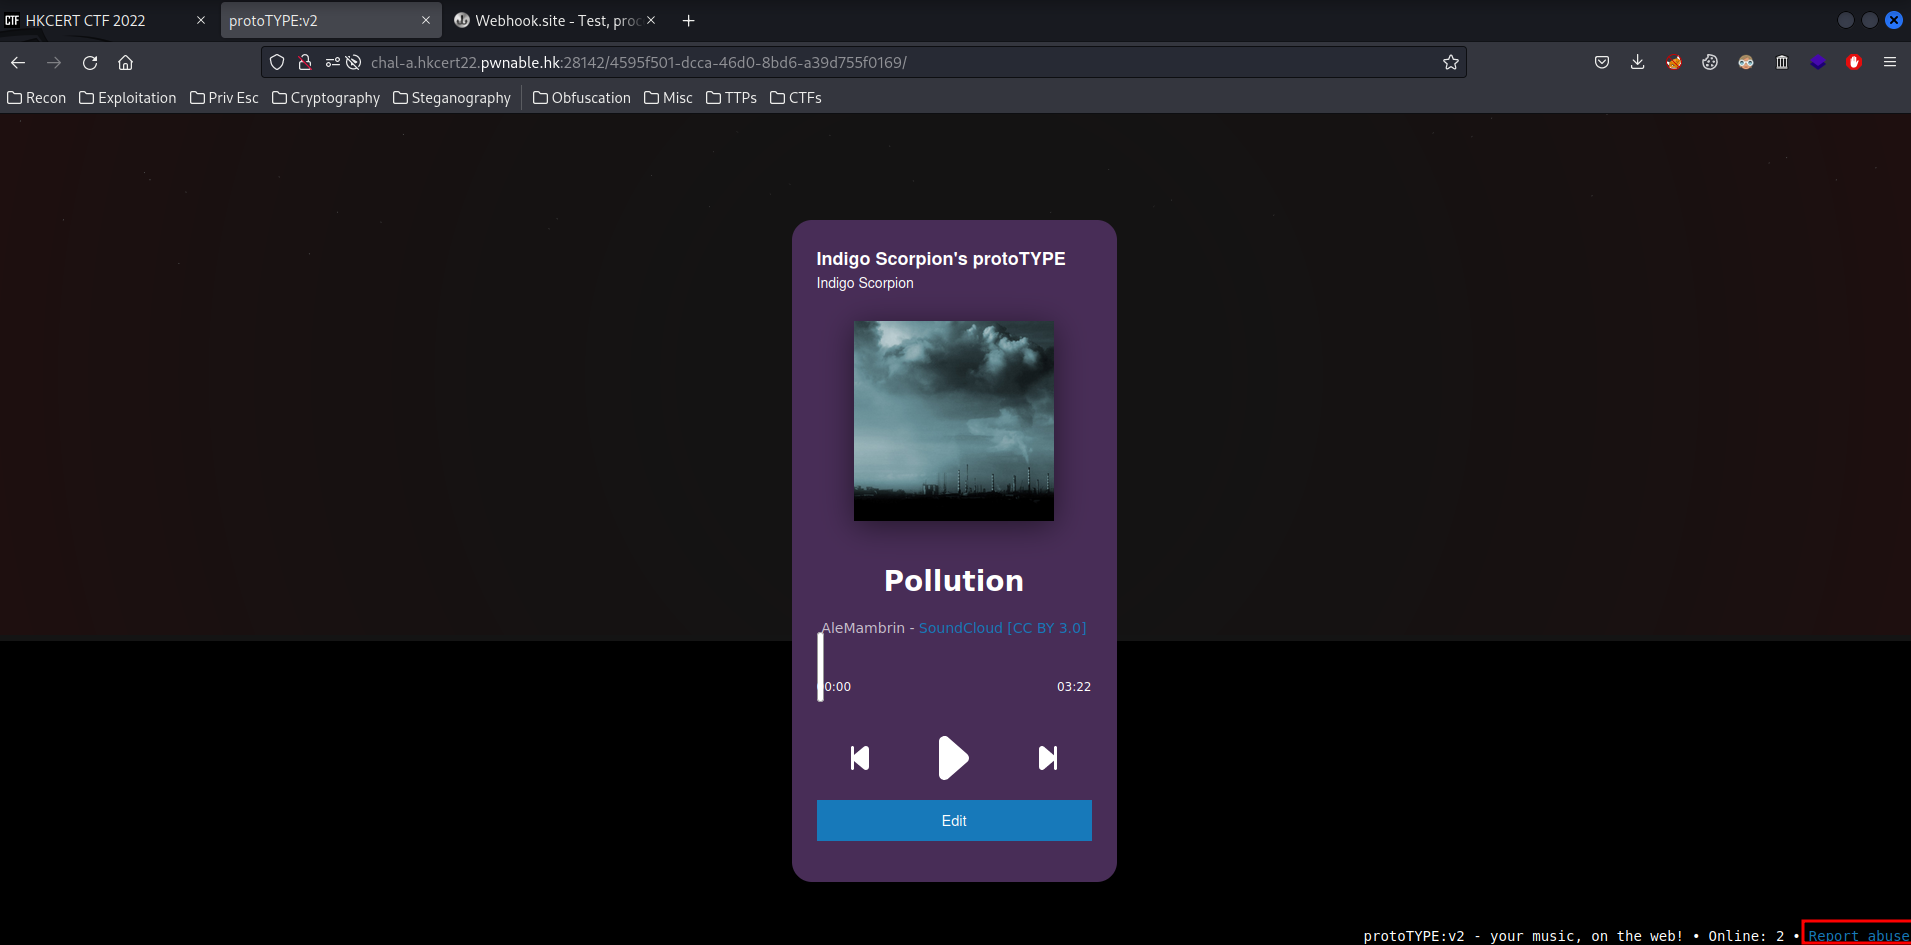 CTF HKCERT CTF 2022
protoTYPE:v2
Webhook.site - Test, proc
chal-a.hkcert22.pwnable.hk:28142/4595f501-dcca-46d0-8bd6-a39d755f0169/
Recon Exploitation Priv Esc Cryptography Steganography Obfuscation Misc TTPs CTFs
Indigo Scorpion's protoTYPE
Indigo Scorpion
Pollution
AleMambrin - SoundCloud [CC BY 3.0]
00:00 03:22
Edit
protoTYPE:v2 - your music, on the web! • Online: 2 • Report abuse